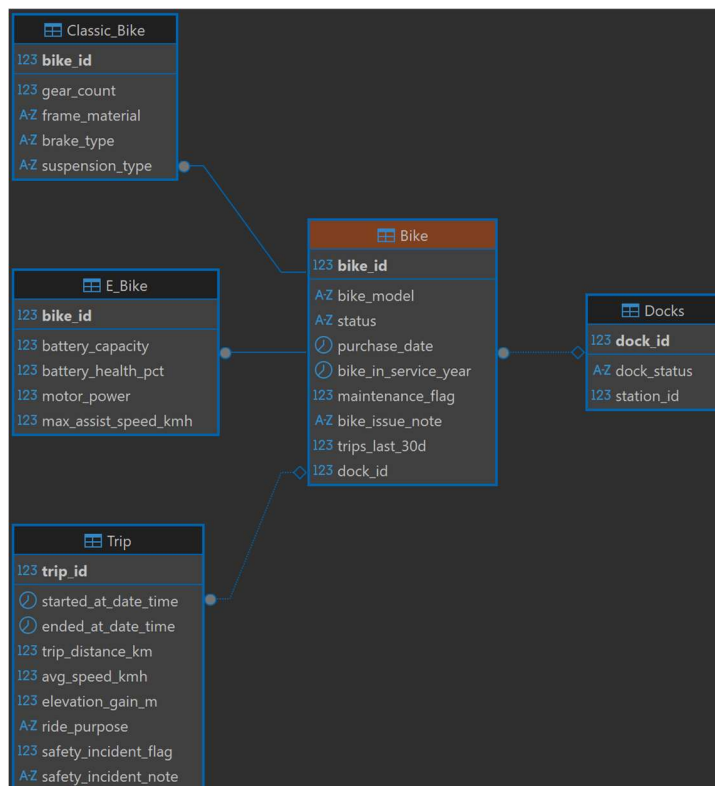 Classic_Bike
123 bike_id
123 gear_count
A-Z frame_material
A-Z brake_type
A-Z suspension_type
E_Bike
123 bike_id
123 battery_capacity
123 battery_health_pct
123 motor_power
123 max_assist_speed_kmh
Trip
123 trip_id
started_at_date_time
ended_at_date_time
123 trip_distance_km
123 avg_speed_kmh
123 elevation_gain_m
A-Z ride_purpose
123 safety_incident_flag
A-Z safety_incident_note
Bike
123 bike_id
A-Z bike_model
A-Z status
purchase_date
bike_in_service_year
123 maintenance_flag
A-Z bike_issue_note
123 trips_last_30d
123 dock_id
Docks
123 dock_id
A-Z dock_status
123 station_id